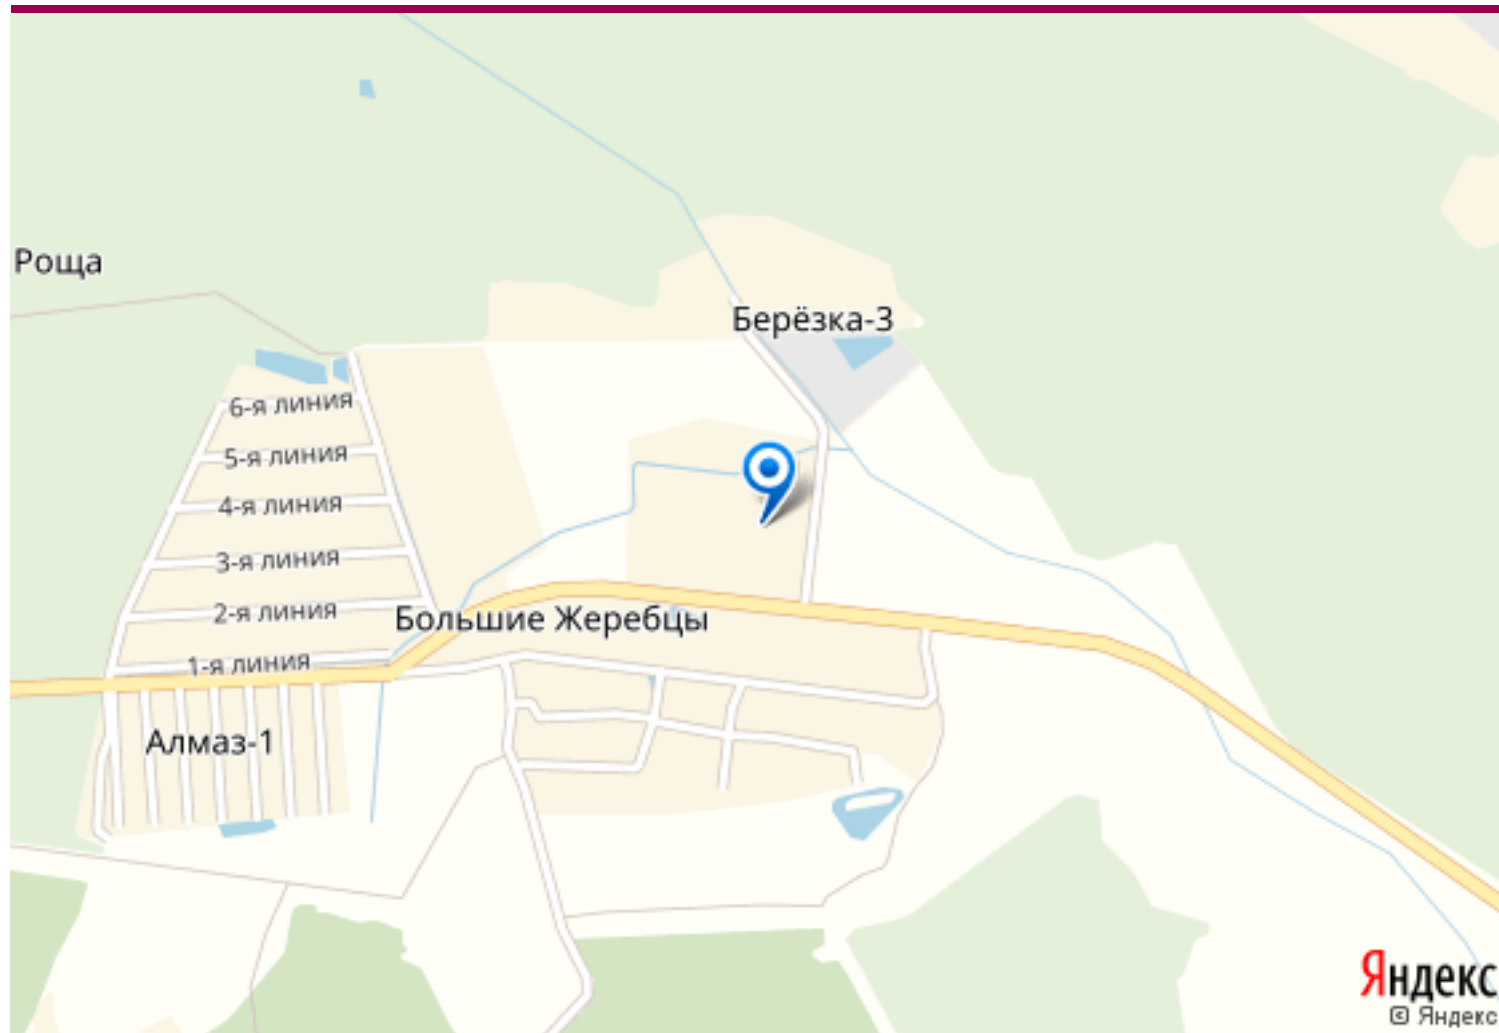 Роща
Берёзка-3
6-я линия
5-я линия
4-я линия
3-я линия
2-я линия
Большие Жеребцы
1-я линия
Алмаз-1
Яндекс
© Яндекс